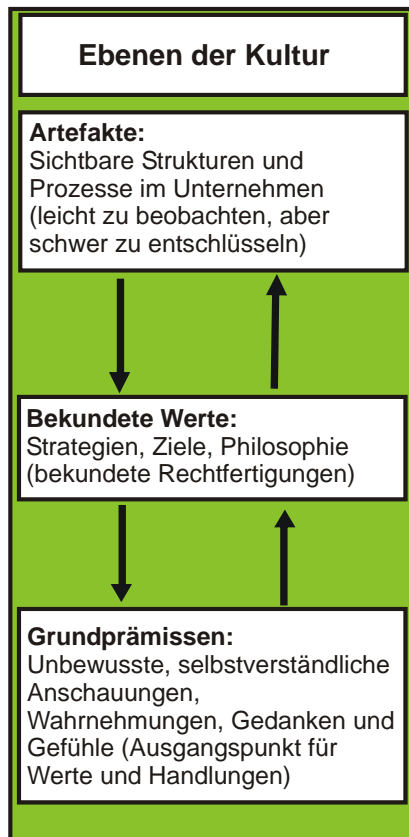 Ebenen der Kultur
Artefakte:
Sichtbare Strukturen und
Prozesse im Unternehmen
(leicht zu beobachten, aber
schwer zu entschlüsseln)
Bekundete Werte:
Strategien, Ziele, Philosophie
(bekundete Rechtfertigungen)
Grundprämissen:
Unbewusste, selbstverständliche
Anschauungen,
Wahrnehmungen, Gedanken und
Gefühle (Ausgangspunkt für
Werte und Handlungen)